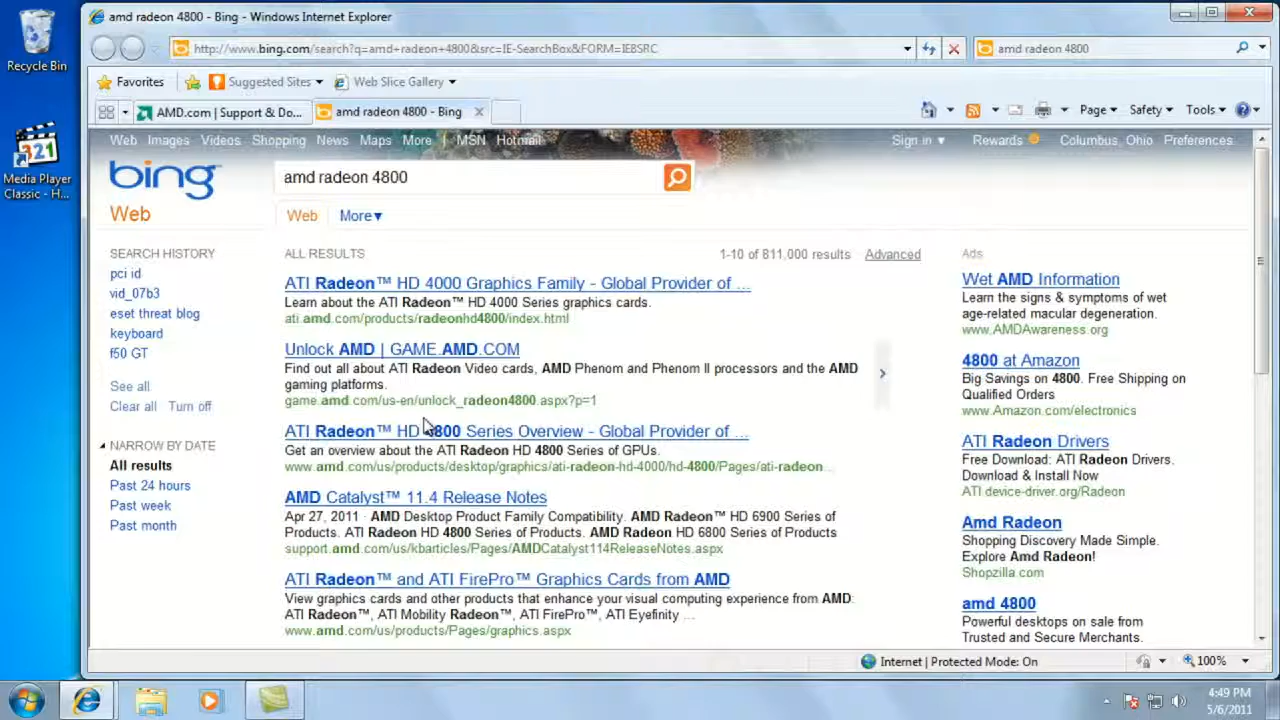 Recycle Bin
Media Player
Classic - H...
amd radeon 4800 - Bing - Windows Internet Explorer
http://www.bing.com/search?q=amd+radeon+4800&src=IE-SearchBox&FORM=IE8SRC
amd radeon 4800
Favorites
Suggested Sites
Web Slice Gallery
AMD.com | Support & Do...
amd radeon 4800 - Bing
Page
Safety
Tools
Web Images Videos Shopping News Maps More | MSN Hotmail
Sign in
Rewards
Columbus, Ohio
Preferences
bing
amd radeon 4800
Web
Web
More
SEARCH HISTORY
pci id
vid_07b3
eset threat blog
keyboard
f50 GT
See all
Clear all Turn off
NARROW BY DATE
All results
Past 24 hours
Past week
Past month
ALL RESULTS
1-10 of 811,000 results
Advanced
ATI Radeon™ HD 4000 Graphics Family - Global Provider of ...
Learn about the ATI Radeon™ HD 4000 Series graphics cards.
ati.amd.com/products/radeonhd4800/index.html
Unlock AMD | GAME.AMD.COM
Find out all about ATI Radeon Video cards, AMD Phenom and Phenom II processors and the AMD
gaming platforms.
game.amd.com/us-en/unlock_radeon4800.aspx?p=1
ATI Radeon™ HD 4800 Series Overview - Global Provider of ...
Get an overview about the ATI Radeon HD 4800 Series of GPUs.
www.amd.com/us/products/desktop/graphics/ati-radeon-hd-4000/hd-4800/Pages/ati-radeon...
AMD Catalyst™ 11.4 Release Notes
Apr 27, 2011 · AMD Desktop Product Family Compatibility. AMD Radeon™ HD 6900 Series of
Products. ATI Radeon HD 4800 Series of Products. AMD Radeon HD 6800 Series of Products
support.amd.com/us/kbarticles/Pages/AMDCatalyst114ReleaseNotes.aspx
ATI Radeon™ and ATI FirePro™ Graphics Cards from AMD
View graphics cards and other products that enhance your visual computing experience from AMD:
ATI Radeon™, ATI Mobility Radeon™, ATI FirePro™, ATI Eyefinity ...
www.amd.com/us/products/Pages/graphics.aspx
Ads
Wet AMD Information
Learn the signs & symptoms of wet
age-related macular degeneration.
www.AMDAwareness.org
4800 at Amazon
Big Savings on 4800. Free Shipping on
Qualified Orders
www.Amazon.com/electronics
ATI Radeon Drivers
Free Download: ATI Radeon Drivers.
Download & Install Now
ATI.device-driver.org/Radeon
Amd Radeon
Shopping Discovery Made Simple.
Explore Amd Radeon!
Shopzilla.com
amd 4800
Powerful desktops on sale from
Trusted and Secure Merchants.
Internet | Protected Mode: On
100%
4:49 PM
5/6/2011